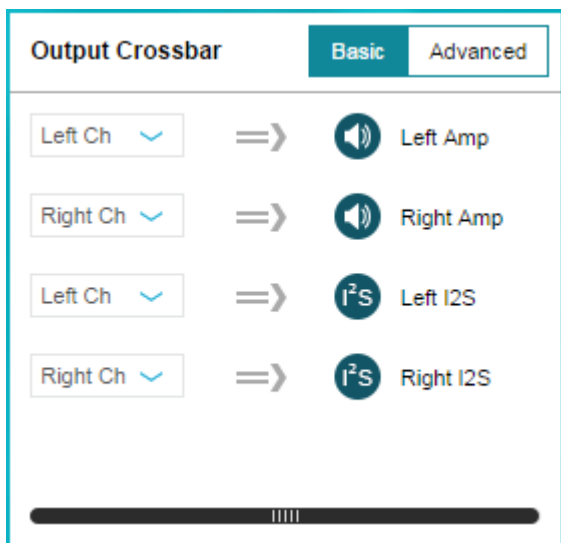 Output Crossbar Basic Advanced
Left Ch Left Amp
Right Ch Right Amp
Left Ch I²S Left I2S
Right Ch I²S Right I2S